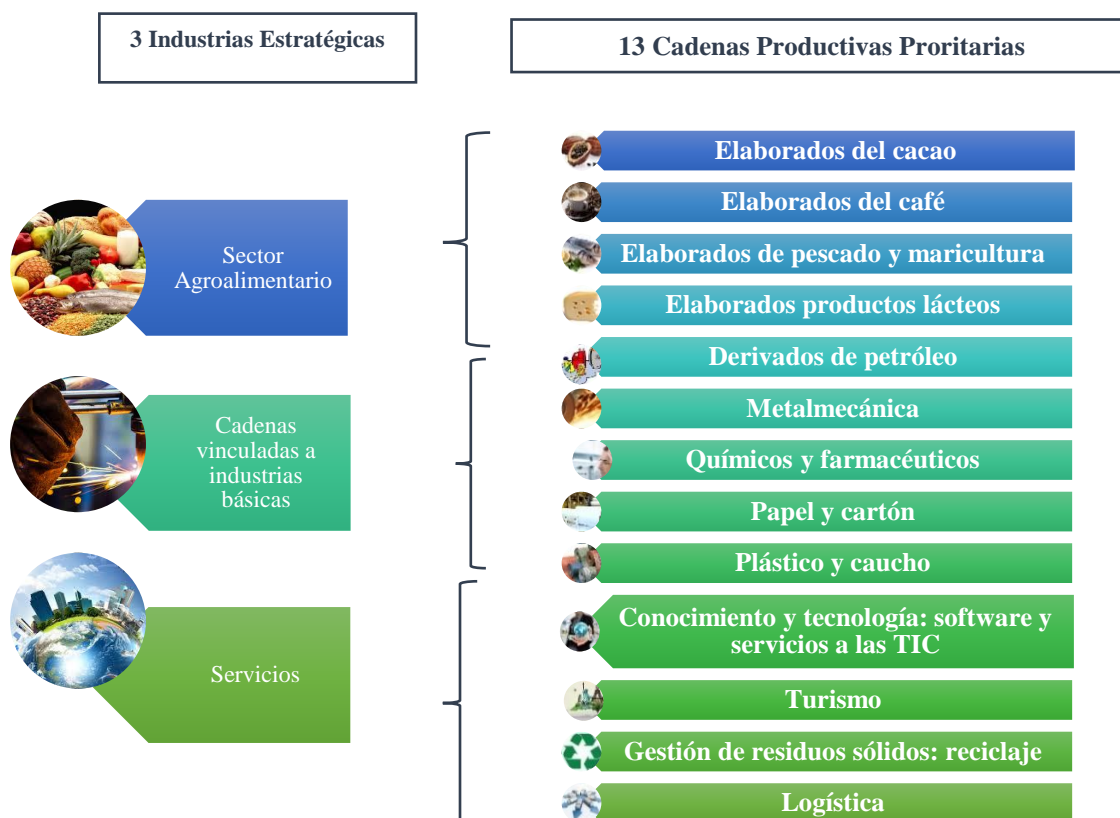 3 Industrias Estratégicas
13 Cadenas Productivas Proritarias
Sector
Agroalimentario
Cadenas
vinculadas a
industrias
básicas
Servicios
Elaborados del cacao
Elaborados del café
Elaborados de pescado y maricultura
Elaborados productos lácteos
Derivados de petróleo
Metalmecánica
Químicos y farmacéuticos
Papel y cartón
Plástico y caucho
Conocimiento y tecnología: software y
servicios a las TIC
Turismo
Gestión de residuos sólidos: reciclaje
Logística